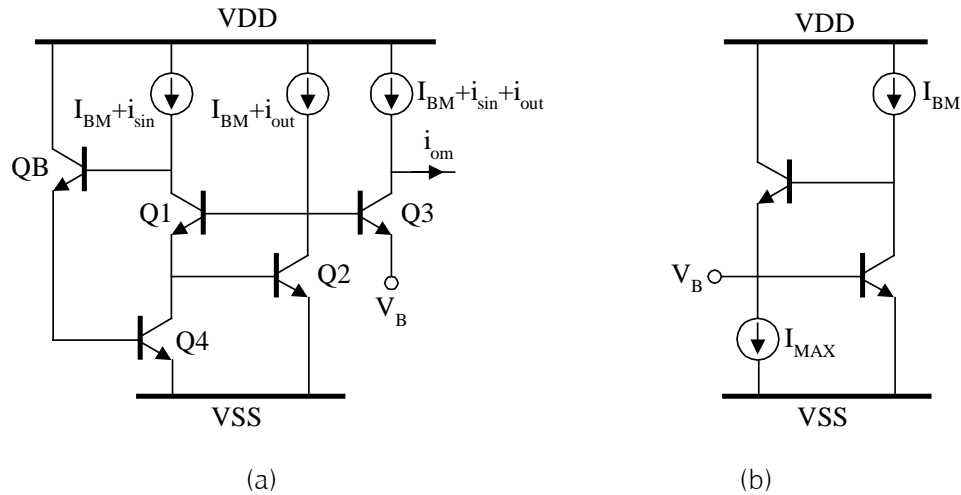 VDD
I_BM+i_sin
I_BM+i_out
I_BM+i_sin+i_out
i_om
QB
Q1
Q3
Q2
V_B
Q4
VSS
(a)
VDD
I_BM
V_B
I_MAX
VSS
(b)